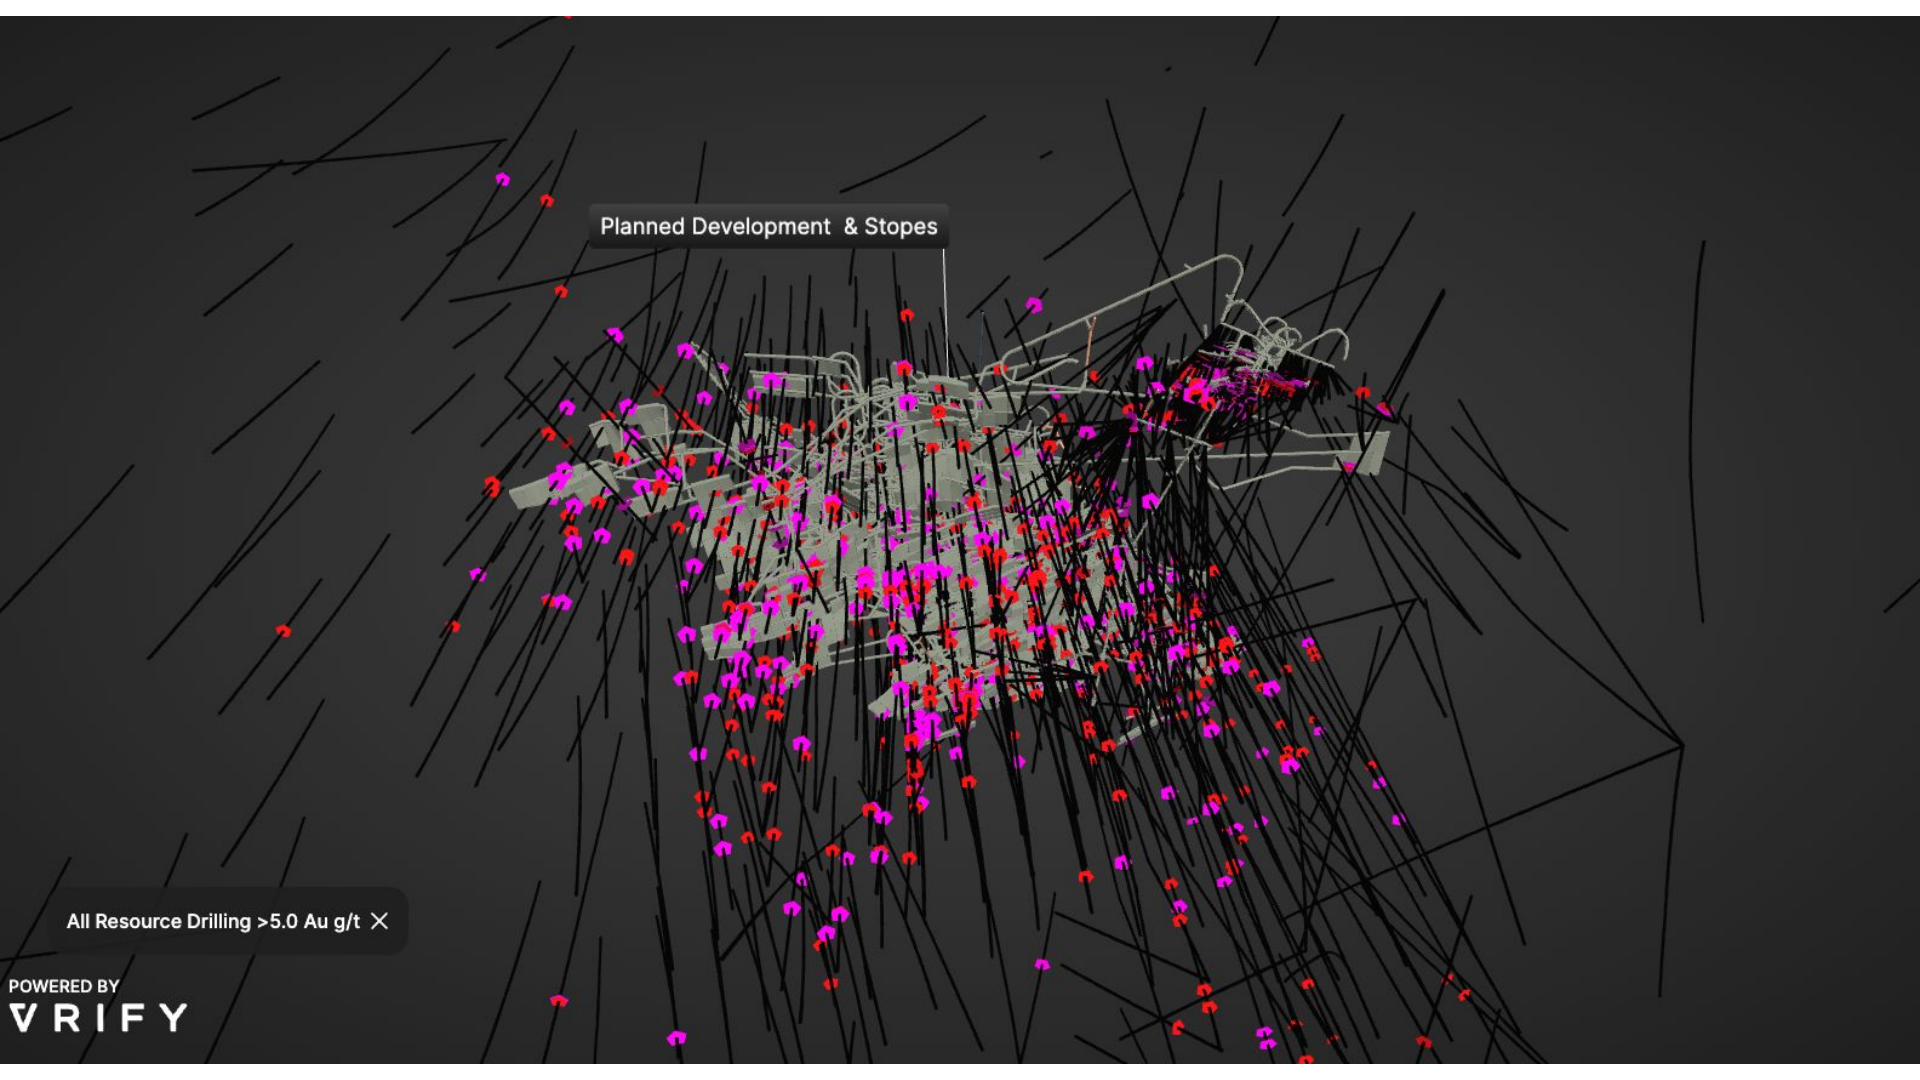 Planned Development  & Stopes
All Resource Drilling >5.0 Au g/t ✕
POWERED BY
VRIFY